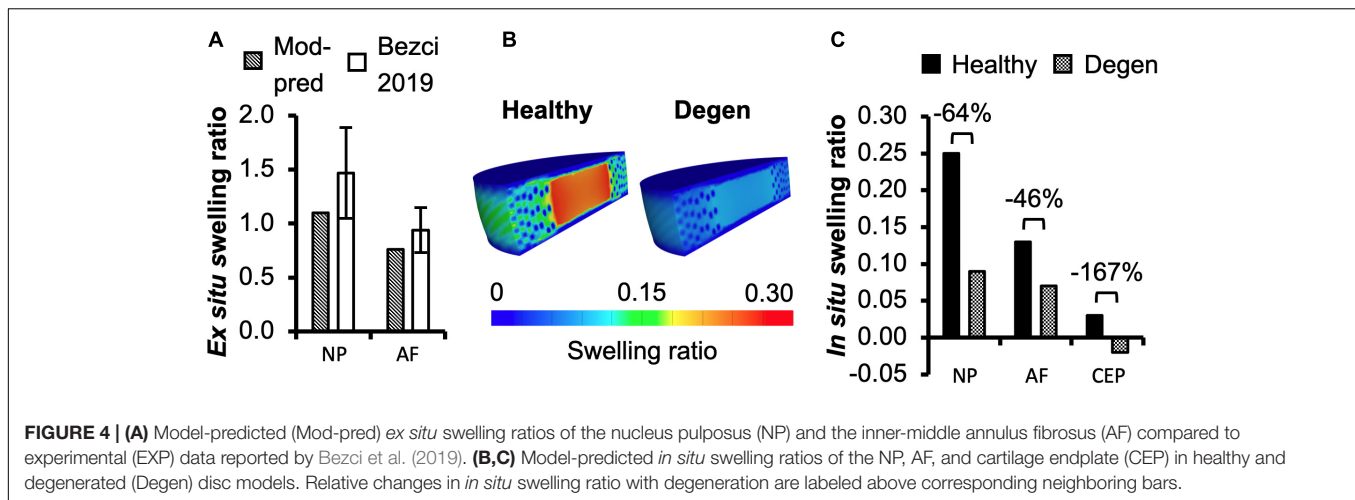 A
Mod-pred
Bezci 2019
Ex situ swelling ratio
2.0
1.5
1.0
0.5
0.0
NP AF
B
Healthy Degen
0 0.15 0.30
Swelling ratio
C
Healthy Degen
In situ swelling ratio
0.30
0.25
0.20
0.15
0.10
0.05
0.00
-0.05
-64%
-46%
-167%
NP AF CEP
FIGURE 4 | (A) Model-predicted (Mod-pred) ex situ swelling ratios of the nucleus pulposus (NP) and the inner-middle annulus fibrosus (AF) compared to
experimental (EXP) data reported by Bezci et al. (2019). (B,C) Model-predicted in situ swelling ratios of the NP, AF, and cartilage endplate (CEP) in healthy and
degenerated (Degen) disc models. Relative changes in in situ swelling ratio with degeneration are labeled above corresponding neighboring bars.